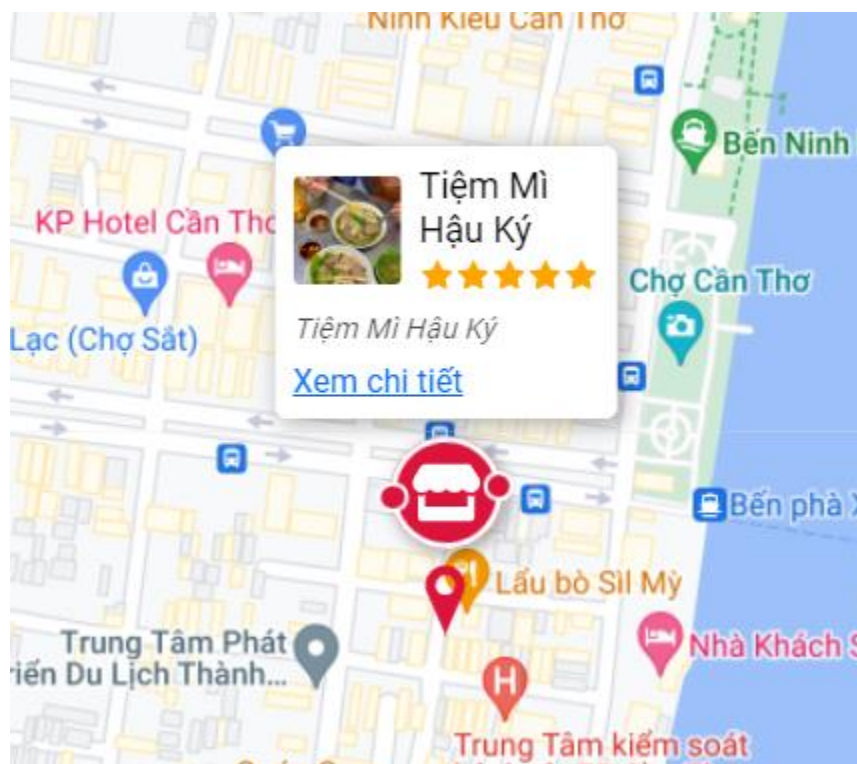 Ninh Kiều Cần Thơ
Bến Ninh
Tiệm Mì
Hậu Ký
KP Hotel Cần Thơ
Chợ Cần Thơ
Lạc (Chợ Sắt)
Tiệm Mì Hậu Ký
Xem chi tiết
Bến phà X
Lẩu bò Sìl Mỳ
Trung Tâm Phát
riển Du Lịch Thành...
Nhà Khách S
H
Trung Tâm kiểm soát